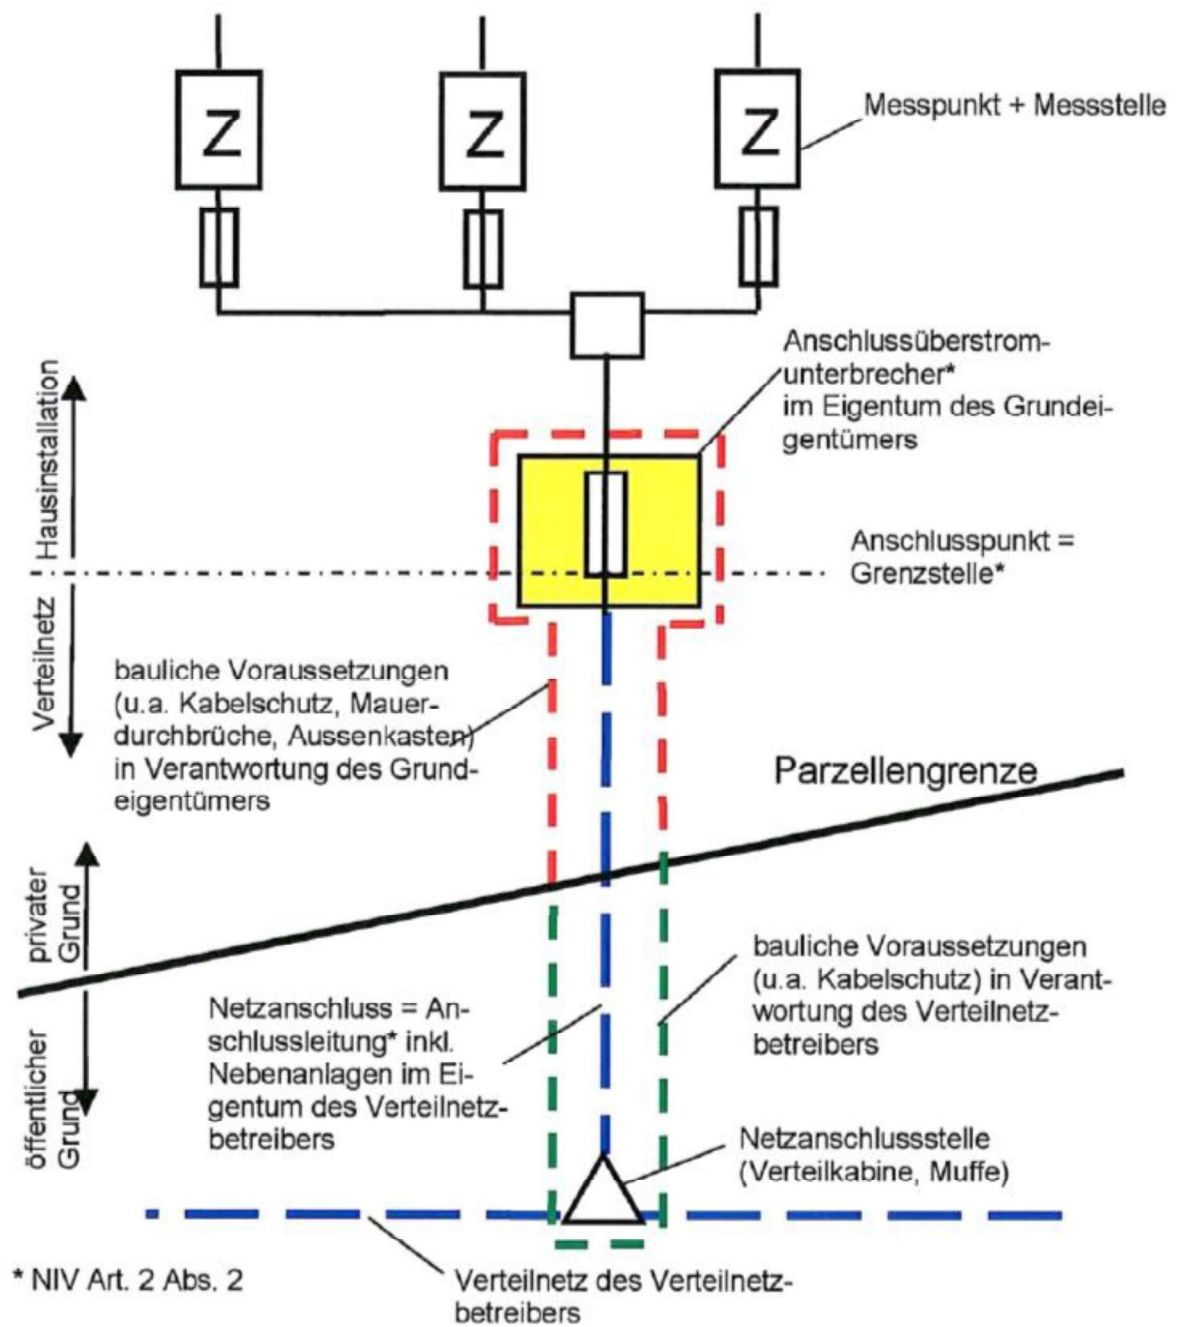 Z
Z
Z
Messpunkt + Messstelle
Anschlussüberstrom-
unterbrecher*
im Eigentum des Grundei-
gentümers
Hausinstallation
Anschlusspunkt =
Grenzstelle*
Verteilnetz
bauliche Voraussetzungen
(u.a. Kabelschutz, Mauer-
durchbrüche, Aussenkasten)
in Verantwortung des Grund-
eigentümers
Parzellengrenze
privater
Grund
bauliche Voraussetzungen
(u.a. Kabelschutz) in Verant-
wortung des Verteilnetz-
betreibers
Netzanschluss = An-
schlussleitung* inkl.
Nebenanlagen im Ei-
gentum des Verteilnetz-
betreibers
öffentlicher
Grund
Netzanschlussstelle
(Verteilkabine, Muffe)
* NIV Art. 2 Abs. 2
Verteilnetz des Verteilnetz-
betreibers